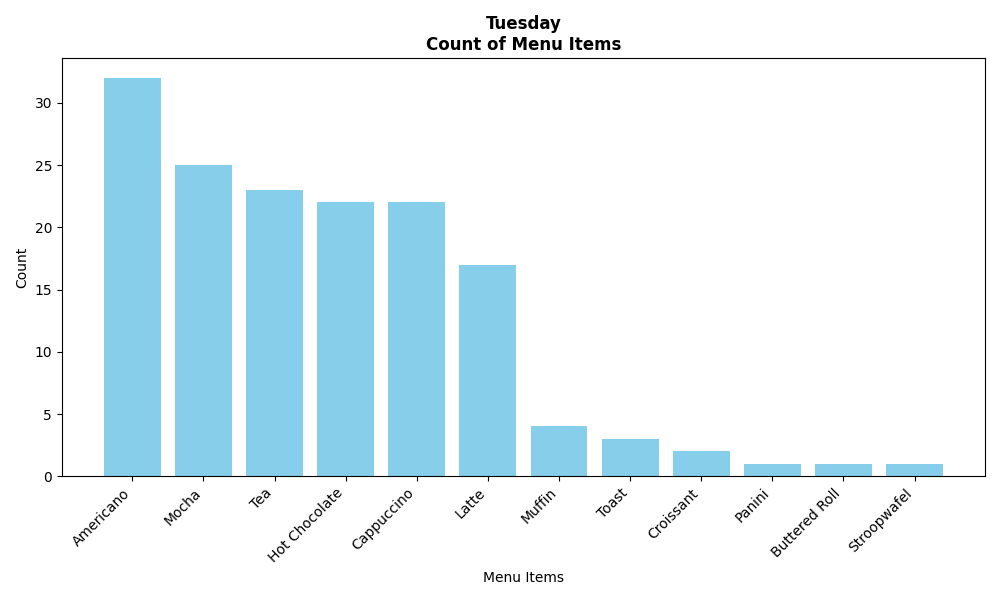 Tuesday
Count of Menu Items
30
25
20
15
10
5
0
Count
Americano
Mocha
Tea
Hot Chocolate
Cappuccino
Latte
Muffin
Toast
Croissant
Panini
Buttered Roll
Stroopwafel
Menu Items